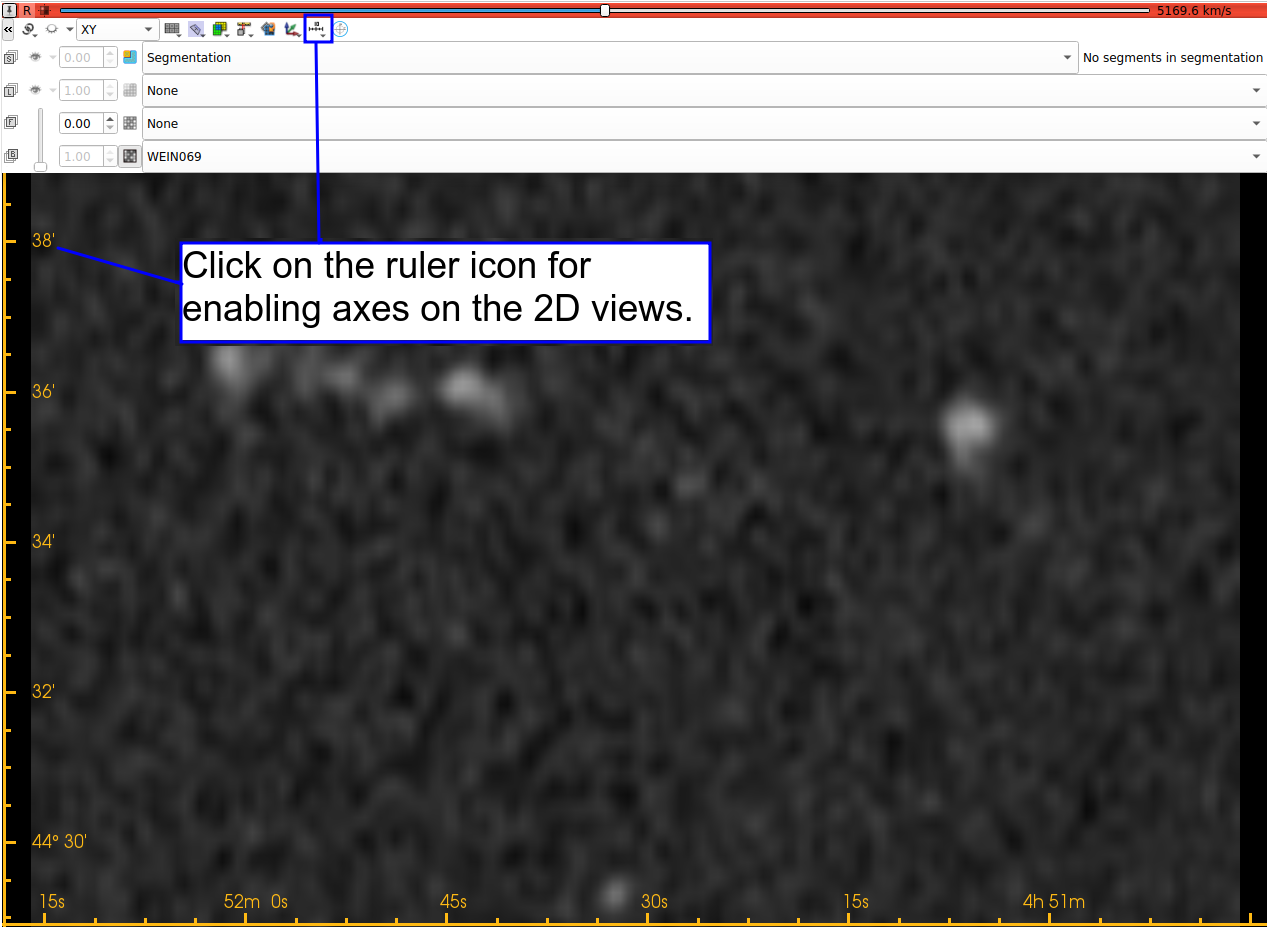 R 5169.6 km/s
XY
0.00 Segmentation No segments in segmentation
1.00 None
0.00 None
1.00 WEIN069
38'
Click on the ruler icon for
enabling axes on the 2D views.
36'
34'
32'
44° 30'
15s 52m 0s 45s 30s 15s 4h 51m